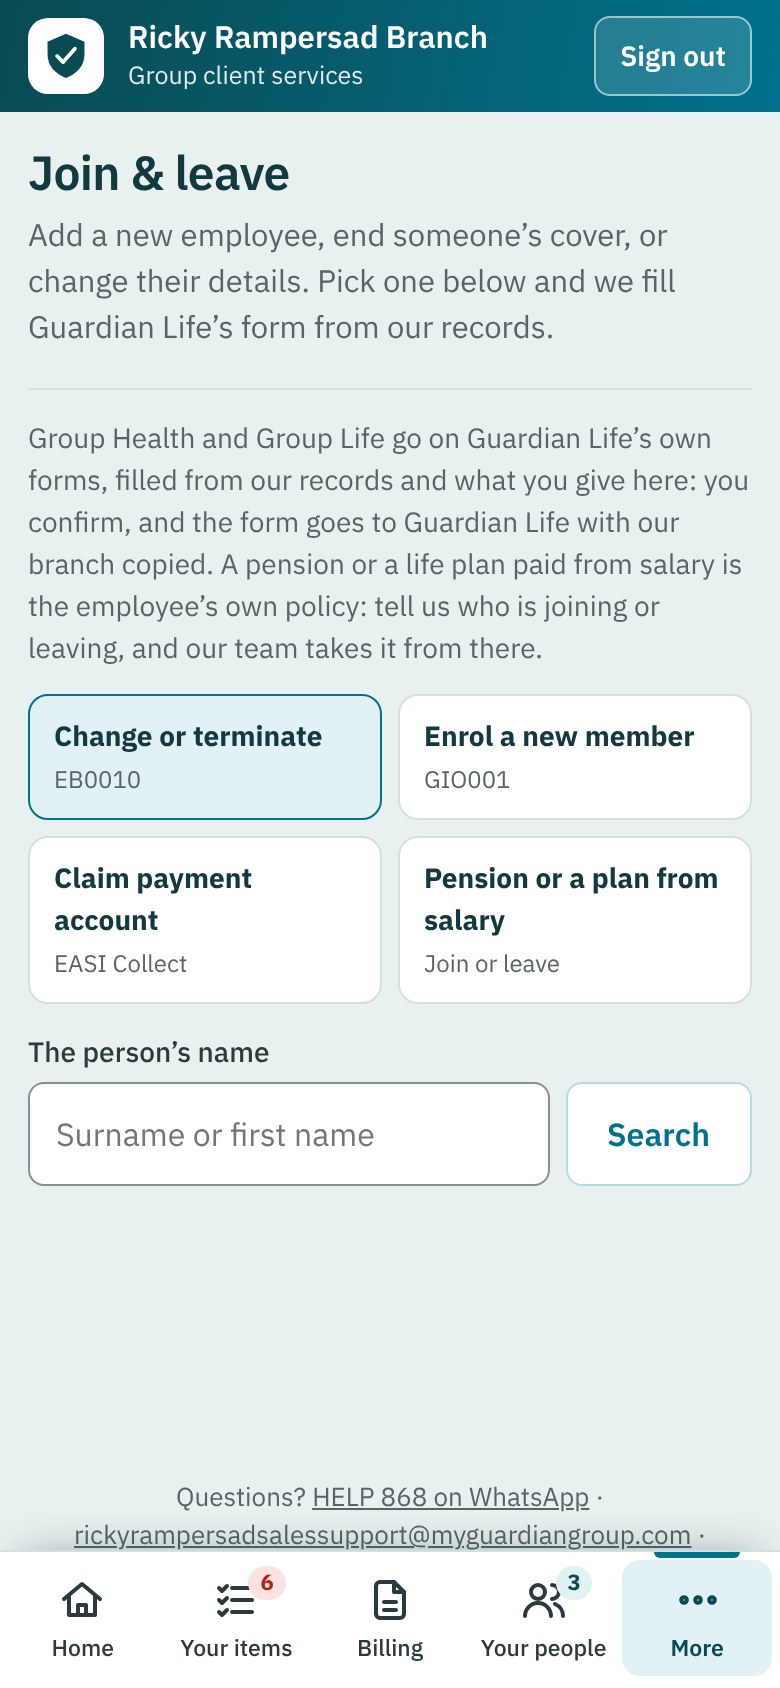 Ricky Rampersad Branch
Group client services
Sign out
Join & leave
Add a new employee, end someone’s cover, or
change their details. Pick one below and we fill
Guardian Life’s form from our records.
Group Health and Group Life go on Guardian Life’s own
forms, filled from our records and what you give here: you
confirm, and the form goes to Guardian Life with our
branch copied. A pension or a life plan paid from salary is
the employee’s own policy: tell us who is joining or
leaving, and our team takes it from there.
Change or terminate
EB0010
Enrol a new member
GIO001
Claim payment
account
EASI Collect
Pension or a plan from
salary
Join or leave
The person’s name
Surname or first name
Search
Questions? HELP 868 on WhatsApp ·
rickyrampersadsalessupport@myguardiangroup.com ·
Home
6
Your items
Billing
3
Your people
More